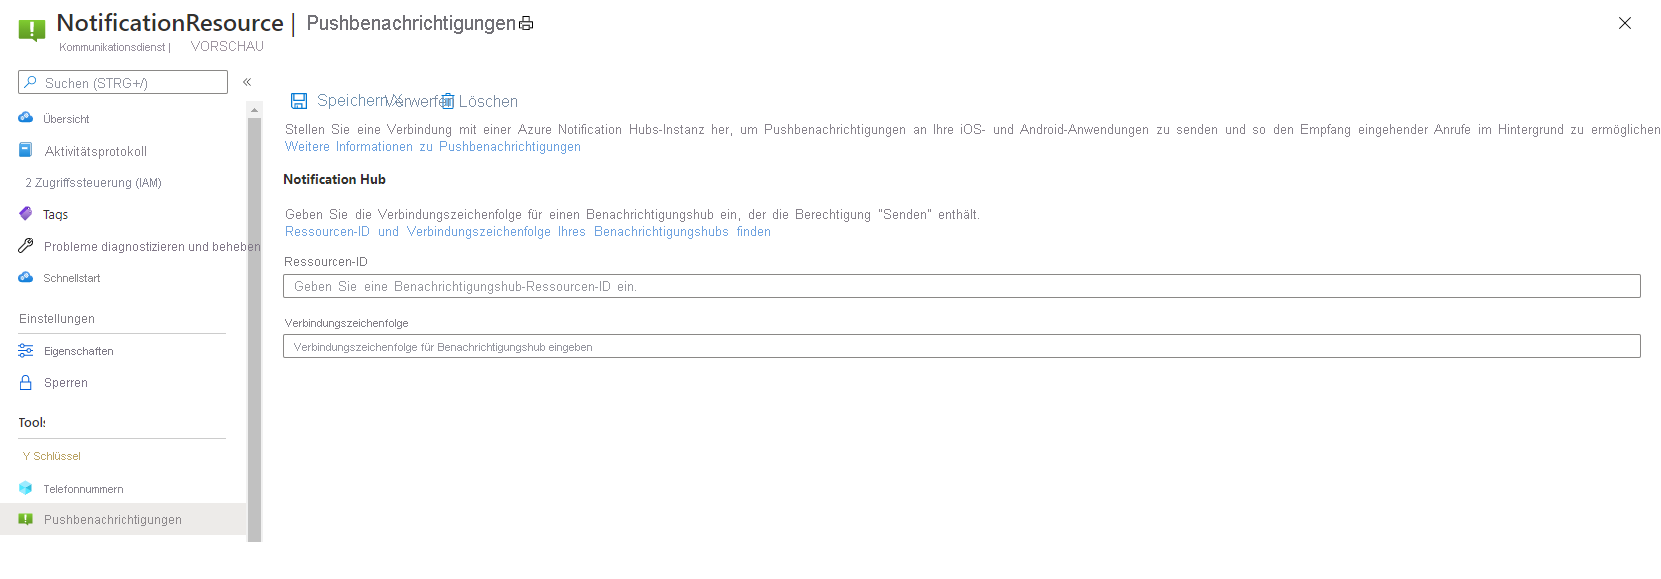 NotificationResource | Pushbenachrichtigungen
Kommunikationsdienst | VORSCHAU
Suchen (STRG+/)
«
Übersicht
Aktivitätsprotokoll
2 Zugriffssteuerung (IAM)
Tags
Probleme diagnostizieren und beheben
Schnellstart
Einstellungen
Eigenschaften
Sperren
Tools
Y Schlüssel
Telefonnummern
Pushbenachrichtigungen
Speichern X Verwerfen Löschen
Stellen Sie eine Verbindung mit einer Azure Notification Hubs-Instanz her, um Pushbenachrichtigungen an Ihre iOS- und Android-Anwendungen zu senden und so den Empfang eingehender Anrufe im Hintergrund zu ermöglichen
Weitere Informationen zu Pushbenachrichtigungen
Notification Hub
Geben Sie die Verbindungszeichenfolge für einen Benachrichtigungshub ein, der die Berechtigung "Senden" enthält.
Ressourcen-ID und Verbindungszeichenfolge Ihres Benachrichtigungshubs finden
Ressourcen-ID
Geben Sie eine Benachrichtigungshub-Ressourcen-ID ein.
Verbindungszeichenfolge
Verbindungszeichenfolge für Benachrichtigungshub eingeben